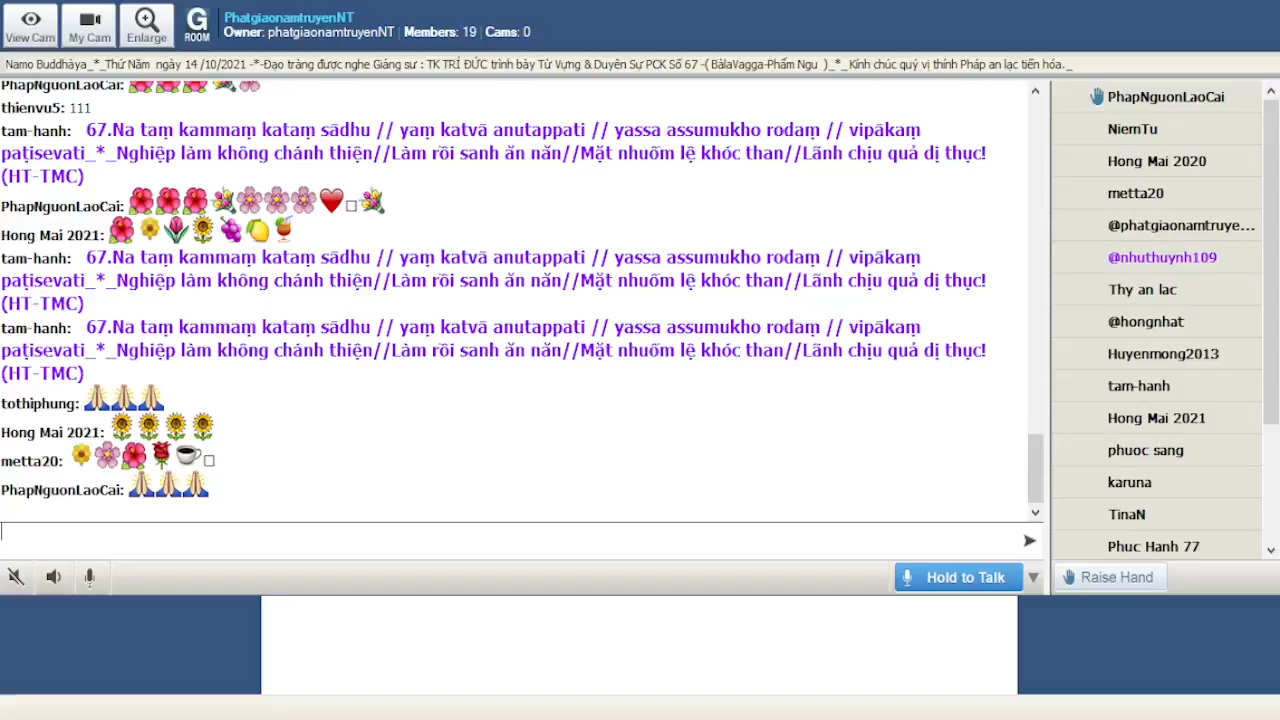 View Cam
My Cam
Enlarge
G
ROOM
PhatgiaonamtruyenNT
Owner: phatgiaonamtruyenNT | Members: 19 | Cams: 0
Namo Buddhàya_*_Thứ Năm ngày 14 /10/2021 -*-Đạo tràng được nghe Giảng sư : TK TRÍ ĐỨC trình bày Từ Vựng & Duyên Sự PCK Số 67 -( BàlaVagga-Phẩm Ngu )_*_Kính chúc quý vị thính Pháp an lạc tiến hóa._
PhapNguonLaoCai:
thienvu5: 111
tam-hanh: 67.Na taṃ kammaṃ kataṃ sādhu // yaṃ katvā anutappati // yassa assumukho rodaṃ // vipākaṃ
paṭisevati_*_Nghiệp làm không chánh thiện//Làm rồi sanh ăn năn//Mặt nhuốm lệ khóc than//Lãnh chịu quả dị thục!
(HT-TMC)
PhapNguonLaoCai: 🌺🌺🌺💐🌸🌸🌸❤️□💐
Hong Mai 2021: 🌺🌼🌷🌻🍇🍋🍹
tam-hanh: 67.Na taṃ kammaṃ kataṃ sādhu // yaṃ katvā anutappati // yassa assumukho rodaṃ // vipākaṃ
paṭisevati_*_Nghiệp làm không chánh thiện//Làm rồi sanh ăn năn//Mặt nhuốm lệ khóc than//Lãnh chịu quả dị thục!
(HT-TMC)
tam-hanh: 67.Na taṃ kammaṃ kataṃ sādhu // yaṃ katvā anutappati // yassa assumukho rodaṃ // vipākaṃ
paṭisevati_*_Nghiệp làm không chánh thiện//Làm rồi sanh ăn năn//Mặt nhuốm lệ khóc than//Lãnh chịu quả dị thục!
(HT-TMC)
tothiphung: 🙏🙏🙏
Hong Mai 2021: 🌻🌻🌻🌻
metta20: 🌼🌸🌺🌹☕□
PhapNguonLaoCai: 🙏🙏🙏
Hold to Talk
PhapNguonLaoCai
NiemTu
Hong Mai 2020
metta20
@phatgiaonamtruye...
@nhuthuynh109
Thy an lac
@hongnhat
Huyenmong2013
tam-hanh
Hong Mai 2021
phuoc sang
karuna
TinaN
Phuc Hanh 77
Raise Hand